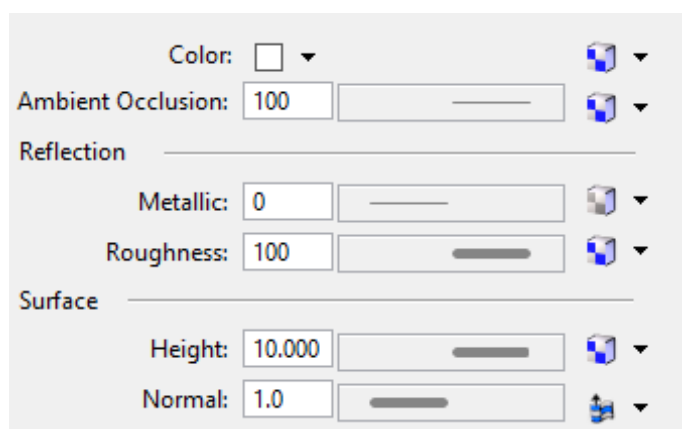 Color:
Ambient Occlusion: 100
Reflection
Metallic: 0
Roughness: 100
Surface
Height: 10.000
Normal: 1.0